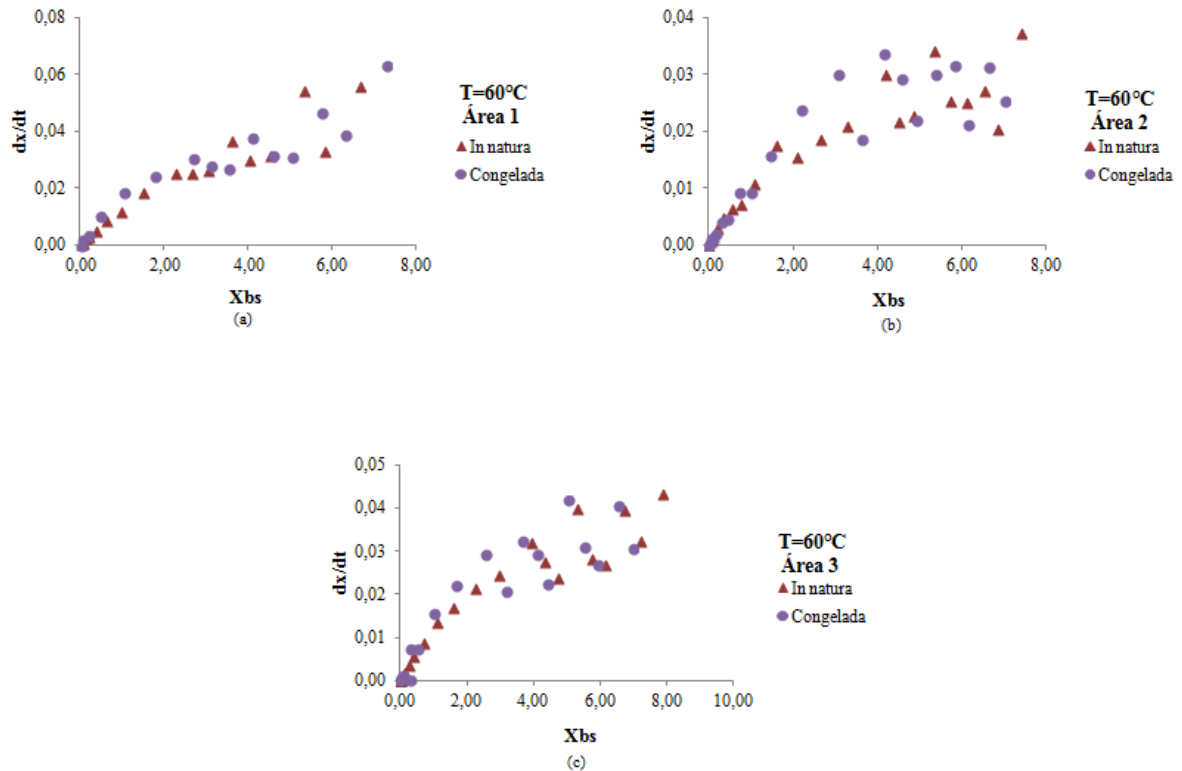 0,08
0,06
0,04
0,02
0,00
dx/dt
0,00 2,00 4,00 6,00 8,00
Xbs
(a)
T=60°C
Área 1
In natura
Congelada
0,04
0,03
0,02
0,01
0,00
dx/dt
0,00 2,00 4,00 6,00 8,00
Xbs
(b)
T=60°C
Área 2
In natura
Congelada
0,05
0,04
0,03
0,02
0,01
0,00
dx/dt
0,00 2,00 4,00 6,00 8,00 10,00
Xbs
(c)
T=60°C
Área 3
In natura
Congelada